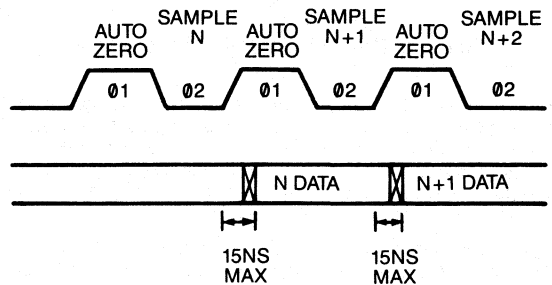 AUTO ZERO
SAMPLE N
AUTO ZERO
SAMPLE N+1
AUTO ZERO
SAMPLE N+2
Ø1
Ø2
Ø1
Ø2
Ø1
Ø2
N DATA
N+1 DATA
15NS MAX
15NS MAX